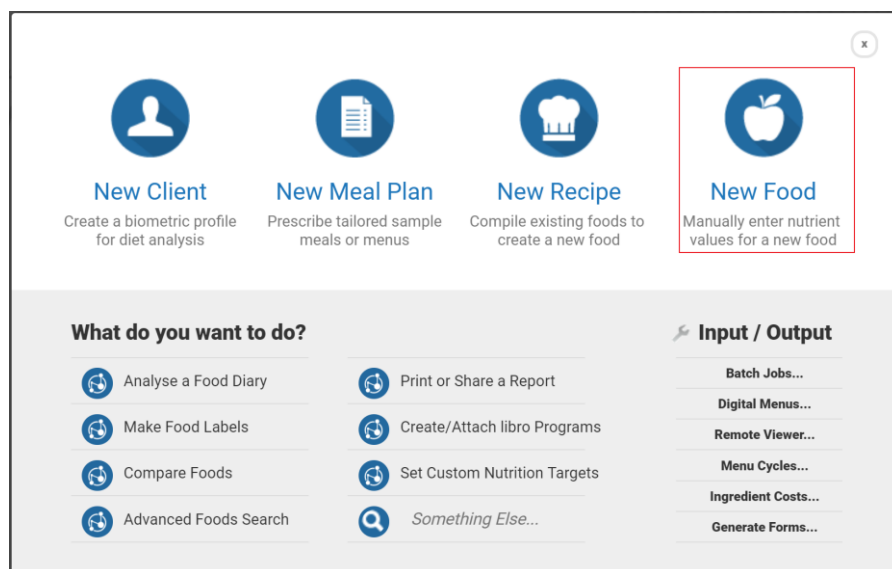 x
New Client
Create a biometric profile
for diet analysis
New Meal Plan
Prescribe tailored sample
meals or menus
New Recipe
Compile existing foods to
create a new food
New Food
Manually enter nutrient
values for a new food
What do you want to do?
Analyse a Food Diary
Make Food Labels
Compare Foods
Advanced Foods Search
Print or Share a Report
Create/Attach libro Programs
Set Custom Nutrition Targets
Something Else...
Input / Output
Batch Jobs...
Digital Menus...
Remote Viewer...
Menu Cycles...
Ingredient Costs...
Generate Forms...